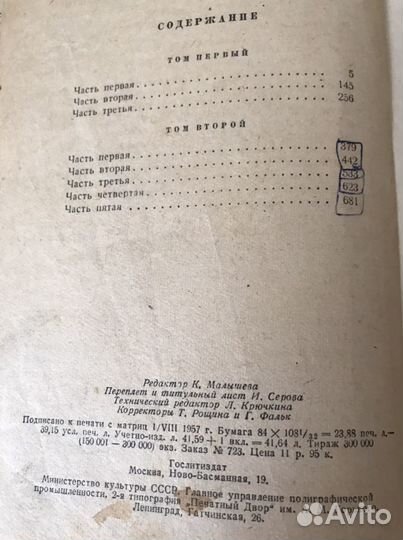 СОДЕРЖАНИЕ
ТОМ ПЕРВЫЙ
Часть первая 5
Часть вторая 145
Часть третья 256
ТОМ ВТОРОЙ
Часть первая 379
Часть вторая 442
Часть третья 535
Часть четвертая 623
Часть пятая 681
Редактор К. Малышева
Переплет и титульный лист И. Серова
Технический редактор Л. Крючкина
Корректоры Т. Рощина и Г. Фальк
Подписано к печати с матриц 1/VIII 1957 г. Бумага 84 × 108 1/32 = 23,88 печ. л.—
39,15 усл. печ. л. Учетно-изд. л. 41,59 + 1 вкл. = 41,64 л. Тираж 300 000
(150 001 — 300 000) экз. Заказ № 723. Цена 11 р. 95 к.
Гослитиздат
Москва, Ново-Басманная, 19.
Министерство культуры СССР. Главное управление полиграфической
промышленности. 2-я типография „Печатный Двор" им. А.
Ленинград, Гатчинская, 26.
Avito